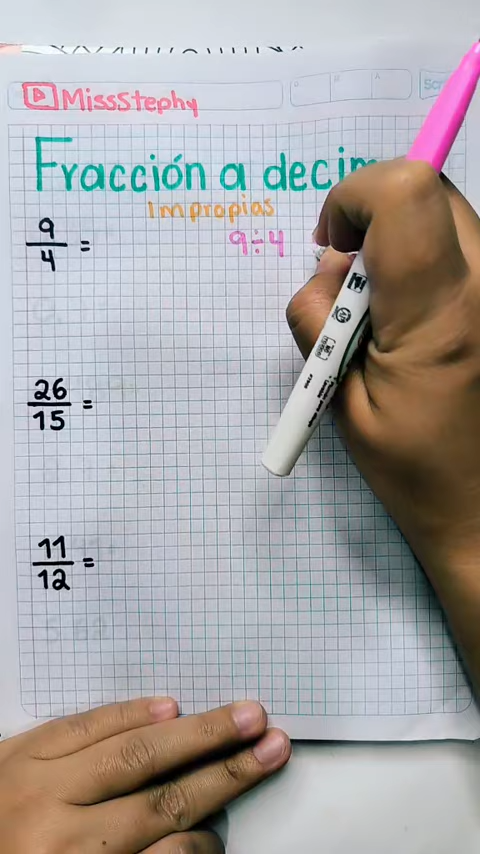 MissStephy
Fracción a decim
Impropias
9/4 = 9÷4
26/15 =
11/12 =